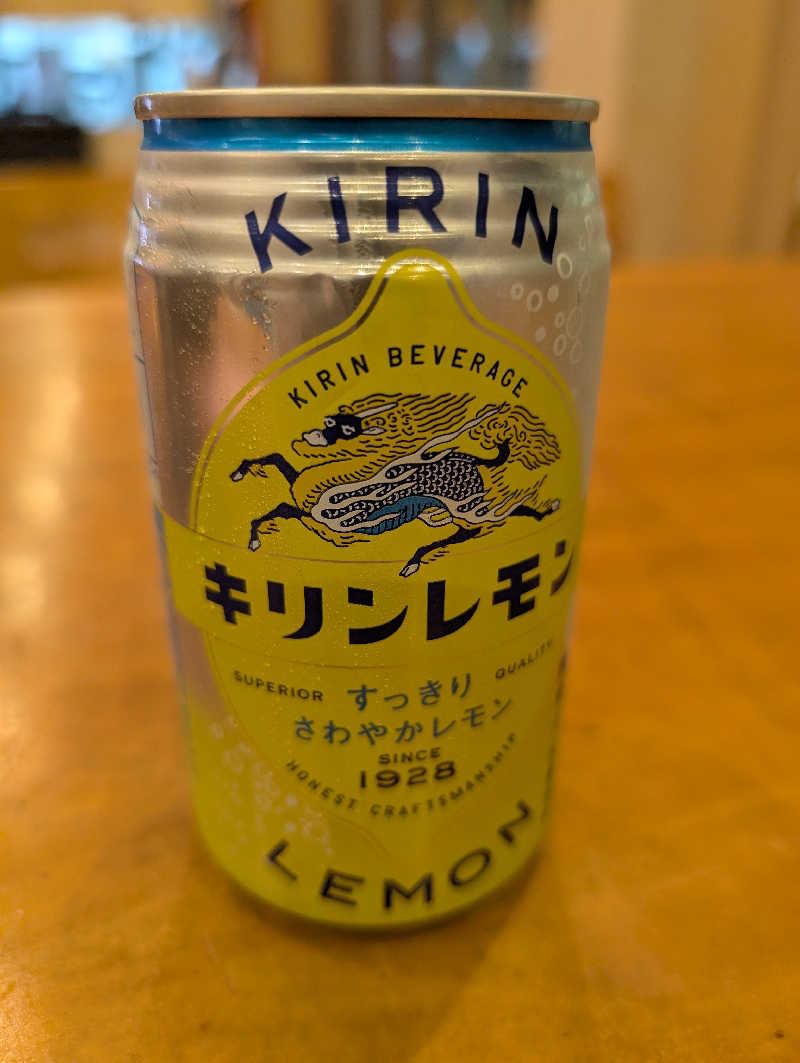 KIRIN
KIRIN BEVERAGE
キリンレモン
SUPERIOR
QUALITY
すっきり
さわやかレモン
SINCE
1928
HONEST CRAFTSMANSHIP
LEMON